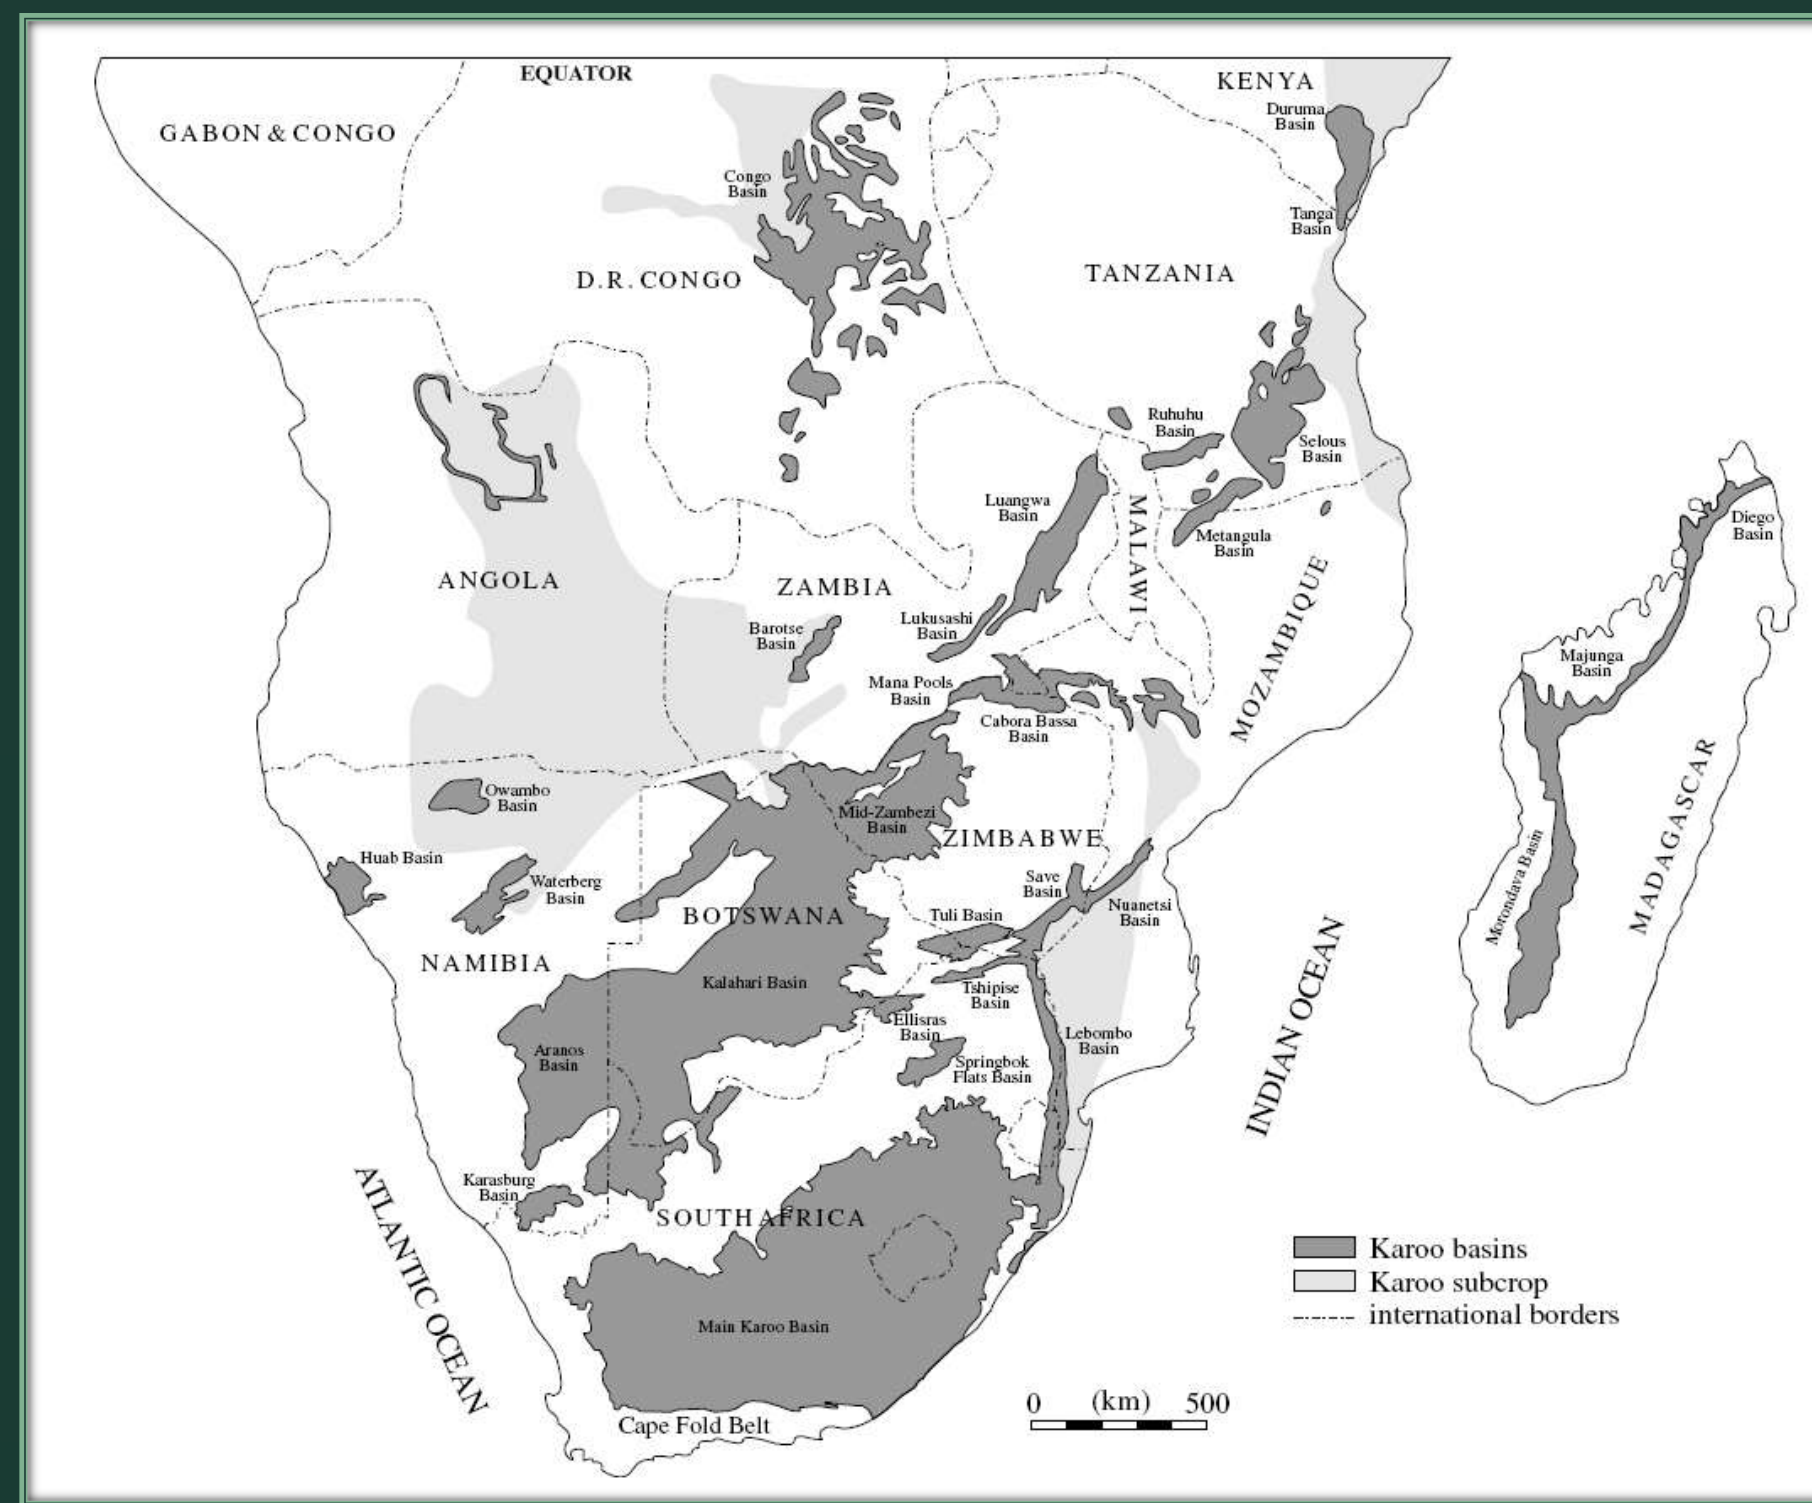 EQUATOR
KENYA
GABON & CONGO
Duruma
Basin
Congo
Basin
Tanga
Basin
D.R. CONGO
TANZANIA
Ruhuhu
Basin
Selous
Basin
Luangwa
Basin
MALAWI
Metangula
Basin
Diego
Basin
ANGOLA
ZAMBIA
Lukusashi
Basin
Barotse
Basin
MOZAMBIQUE
Majunga
Basin
Mana Pools
Basin
Cabora Bassa
Basin
Owambo
Basin
Mid-Zambezi
Basin
ZIMBABWE
MADAGASCAR
Huab Basin
Waterberg
Basin
Save
Basin
Nuanetsi
Basin
Morondava Basin
BOTSWANA
Tuli Basin
NAMIBIA
Kalahari Basin
Tshipise
Basin
INDIAN OCEAN
Ellisras
Basin
Lebombo
Basin
Aranos
Basin
Springbok
Flats Basin
Karasburg
Basin
ATLANTIC OCEAN
SOUTH AFRICA
Karoo basins
Karoo subcrop
international borders
Main Karoo Basin
0 (km) 500
Cape Fold Belt